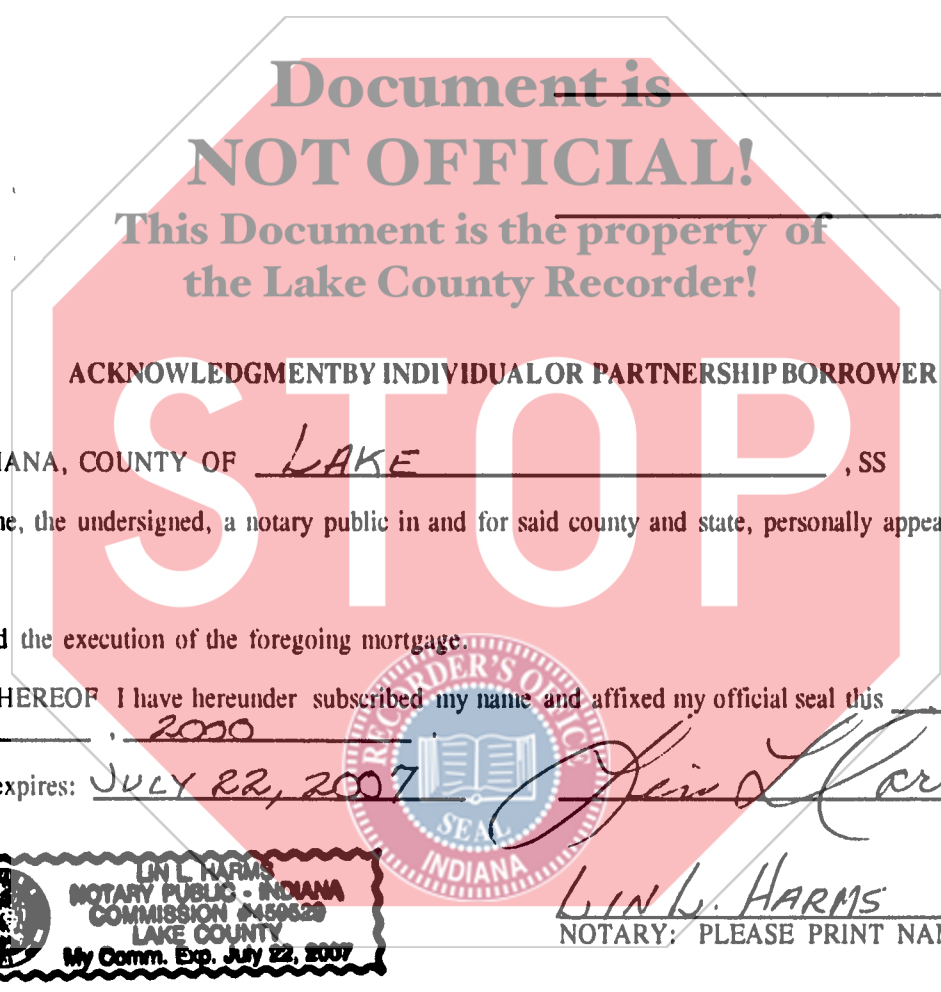 Document is
NOT OFFICIAL!
This Document is the property of
the Lake County Recorder!
STOP
ACKNOWLEDGMENTBY INDIVIDUALOR PARTNERSHIPBORROWER
IANA, COUNTY OF LAKE , SS
ne, the undersigned, a notary public in and for said county and state, personally appea
d the execution of the foregoing mortgage.
HEREOF I have hereunder subscribed my name and affixed my official seal this
, 2000 .
expires: JULY 22, 2007
RECORDER'S OFFICE
SEAL
INDIANA
LIN L. HARMS
NOTARY PUBLIC - INDIANA
COMMISSION #450529
LAKE COUNTY
My Comm. Exp. July 22, 2007
LIN L. HARMS
NOTARY: PLEASE PRINT NAM